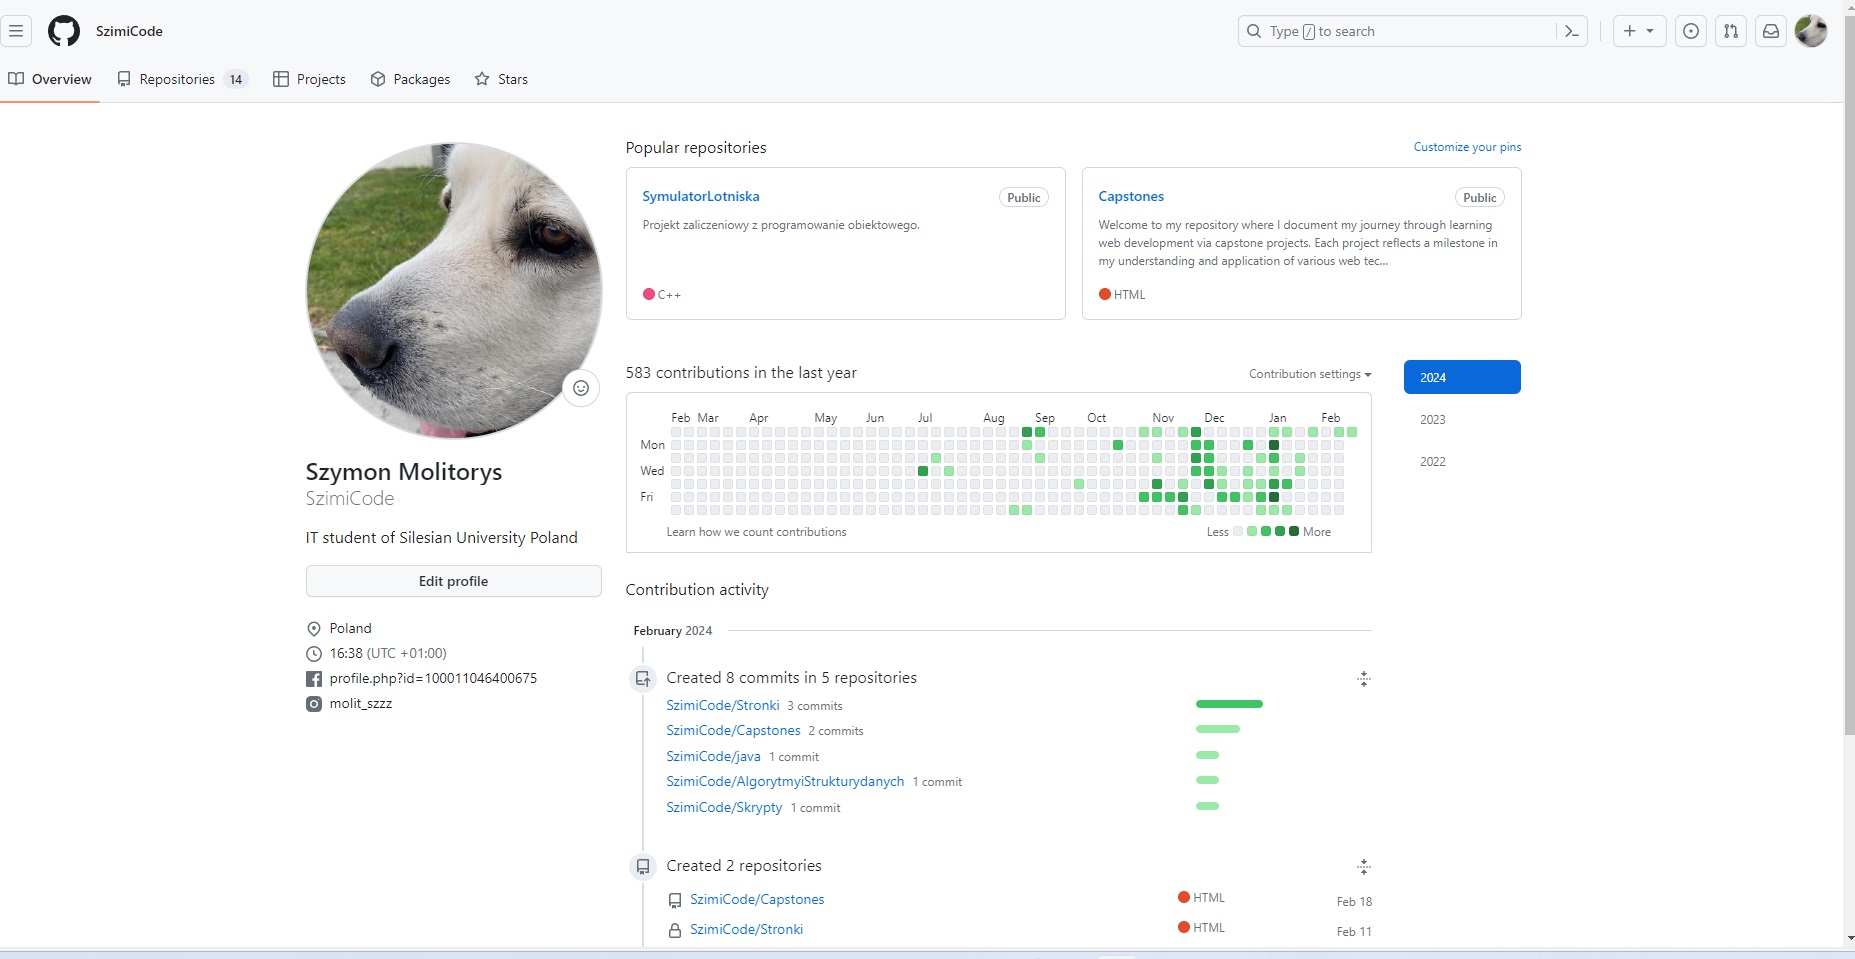 SzimiCode
Type / to search
Overview
Repositories 14
Projects
Packages
Stars
Szymon Molitorys
SzimiCode
IT student of Silesian University Poland
Edit profile
Poland
16:38 (UTC +01:00)
profile.php?id=100011046400675
molit_szzz
Popular repositories
Customize your pins
SymulatorLotniska
Public
Projekt zaliczeniowy z programowanie obiektowego.
C++
Capstones
Public
Welcome to my repository where I document my journey through learning
web development via capstone projects. Each project reflects a milestone in
my understanding and application of various web tec...
HTML
583 contributions in the last year
Contribution settings
2024
2023
2022
Feb Mar Apr May Jun Jul Aug Sep Oct Nov Dec Jan Feb
Mon
Wed
Fri
Learn how we count contributions
Less
More
Contribution activity
February 2024
Created 8 commits in 5 repositories
SzimiCode/Stronki 3 commits
SzimiCode/Capstones 2 commits
SzimiCode/java 1 commit
SzimiCode/AlgorytmyiStrukturydanych 1 commit
SzimiCode/Skrypty 1 commit
Created 2 repositories
SzimiCode/Capstones HTML Feb 18
SzimiCode/Stronki HTML Feb 11